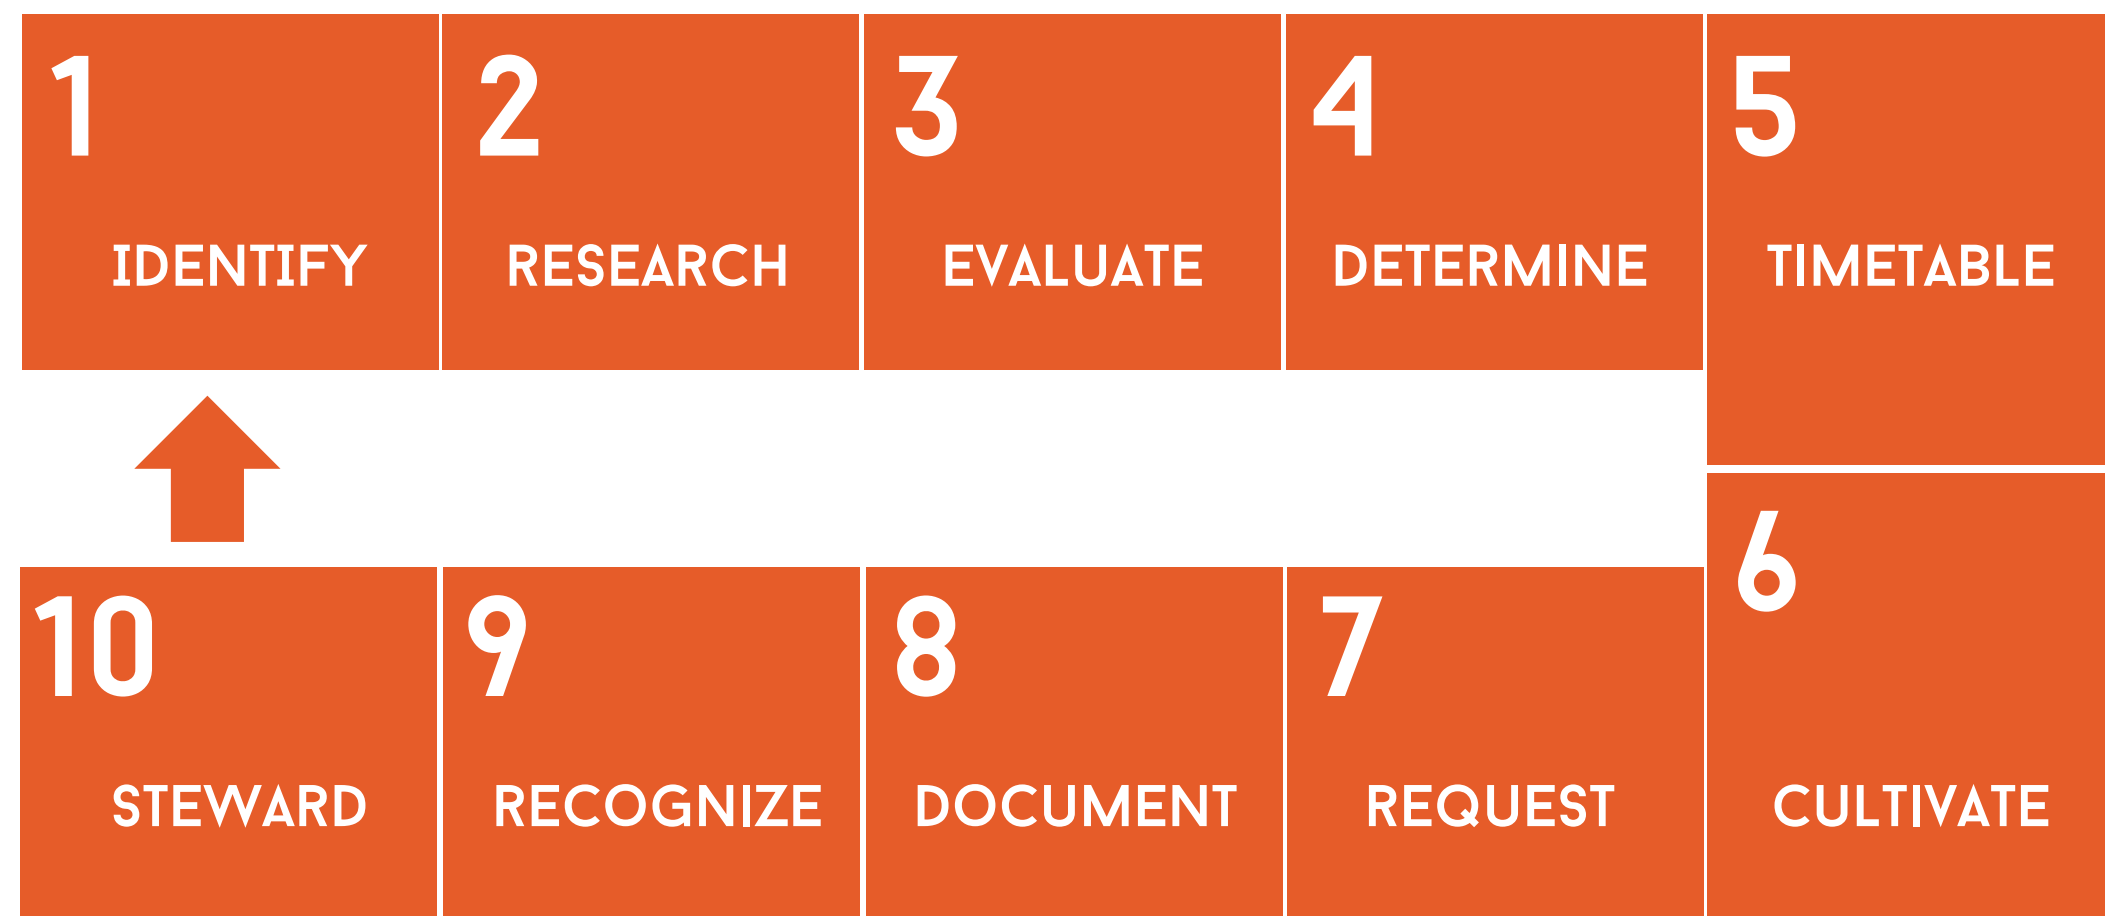 1
IDENTIFY
2
RESEARCH
3
EVALUATE
4
DETERMINE
5
TIMETABLE
6
CULTIVATE
7
REQUEST
8
DOCUMENT
9
RECOGNIZE
10
STEWARD